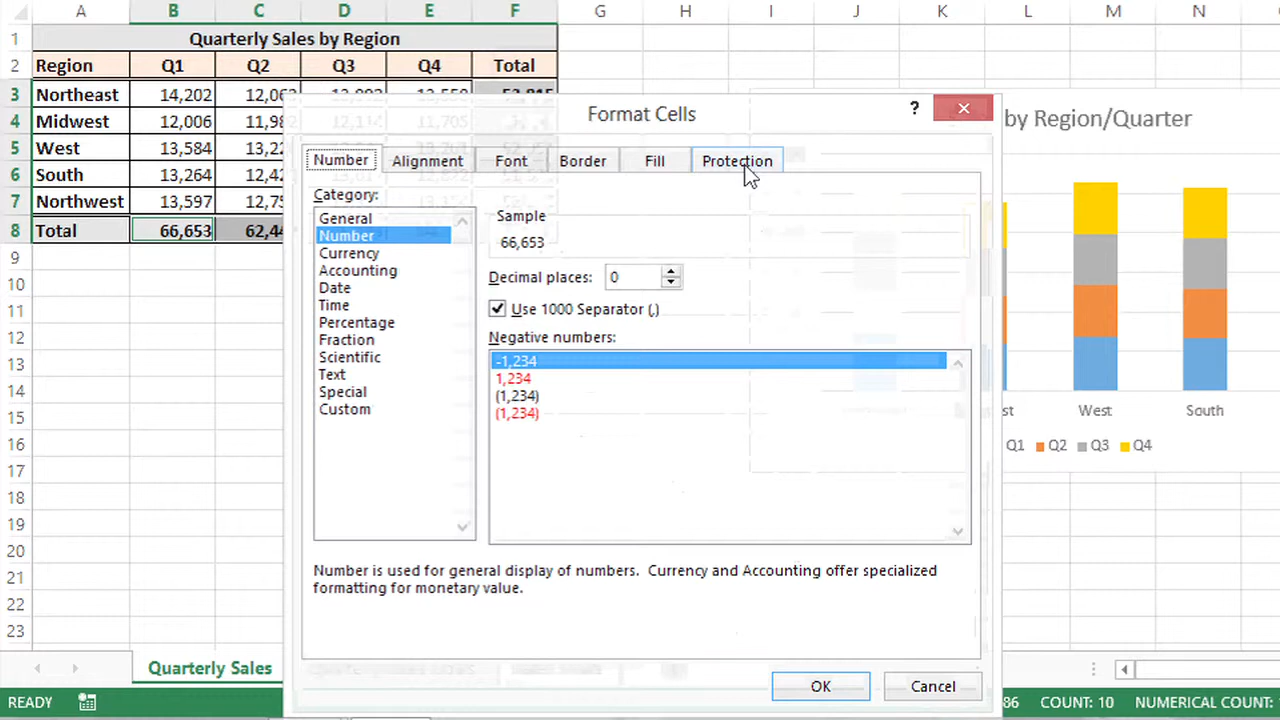 A B C D E F G H I J K L M N
1 Quarterly Sales by Region
2 Region Q1 Q2 Q3 Q4 Total
3 Northeast 14,202
4 Midwest 12,006
5 West 13,584
6 South 13,264
7 Northwest 13,597
8 Total 66,653
9
10
11
12
13
14
15
16
17
18
19
20
21
22
23
Format Cells ?
Number Alignment Font Border Fill Protection
Category:
General
Number
Currency
Accounting
Date
Time
Percentage
Fraction
Scientific
Text
Special
Custom
Sample
66,653
Decimal places: 0
Use 1000 Separator (,)
Negative numbers:
-1,234
1,234
(1,234)
(1,234)
Number is used for general display of numbers. Currency and Accounting offer specialized
formatting for monetary value.
OK Cancel
by Region/Quarter
st West South
Q1 Q2 Q3 Q4
Quarterly Sales
READY
86 COUNT: 10 NUMERICAL COUNT: